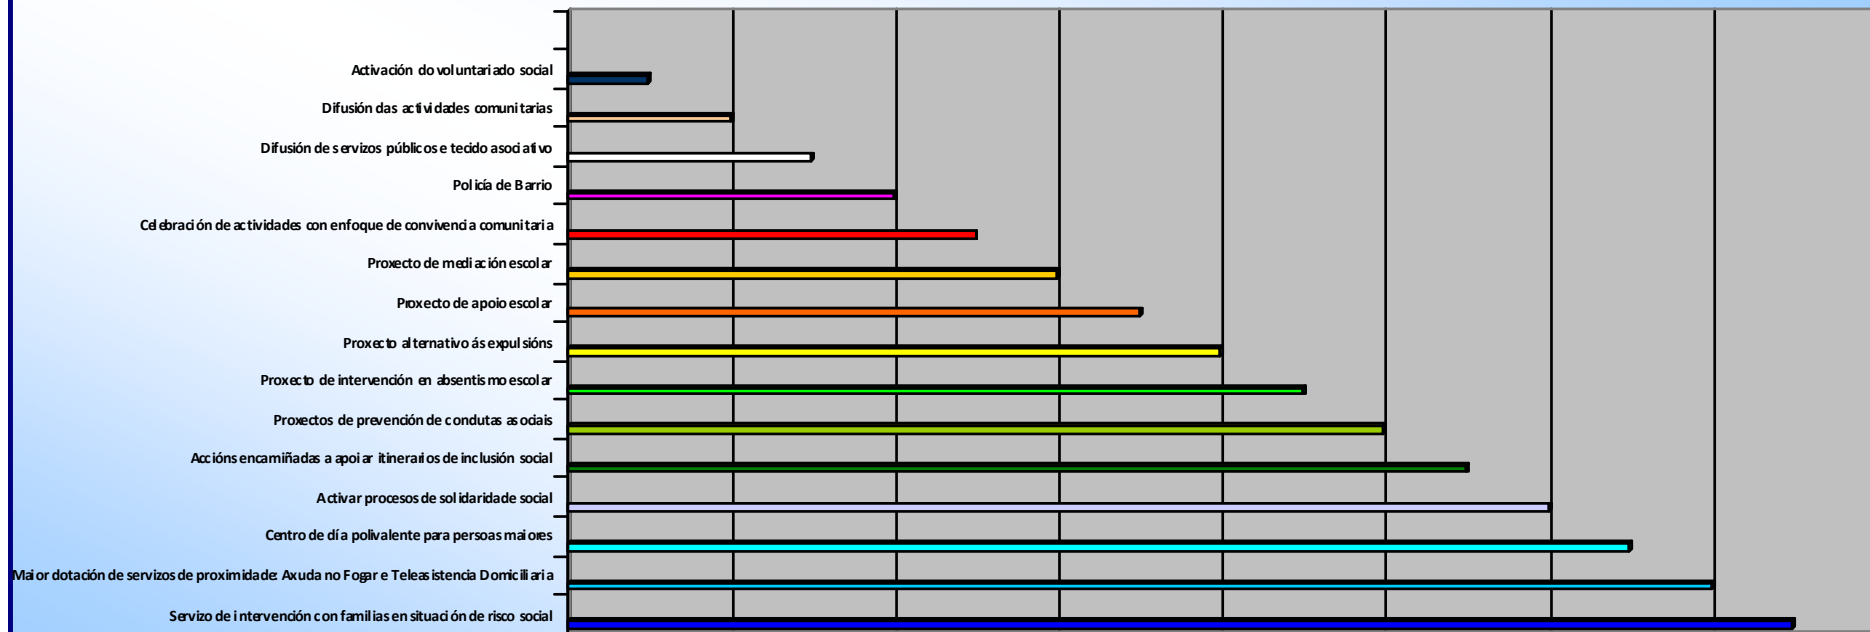 Activación do voluntariado social
Difusión das actividades comunitarias
Difusión de servizos públicos e tecido asociativo
Policía de Barrio
Celebración de actividades con enfoque de convivencia comunitaria
Proxecto de mediación escolar
Proxecto de apoio escolar
Proxecto alternativo ás expulsións
Proxecto de intervención en absentismo escolar
Proxectos de prevención de condutas asociais
Accións encamiñadas a apoiar itinerarios de inclusión social
Activar procesos de solidaridade social
Centro de día polivalente para persoas maiores
Maior dotación de servizos de proximidade: Axuda no Fogar e Teleasistencia Domiciliaria
Servizo de intervención con familias en situación de risco social